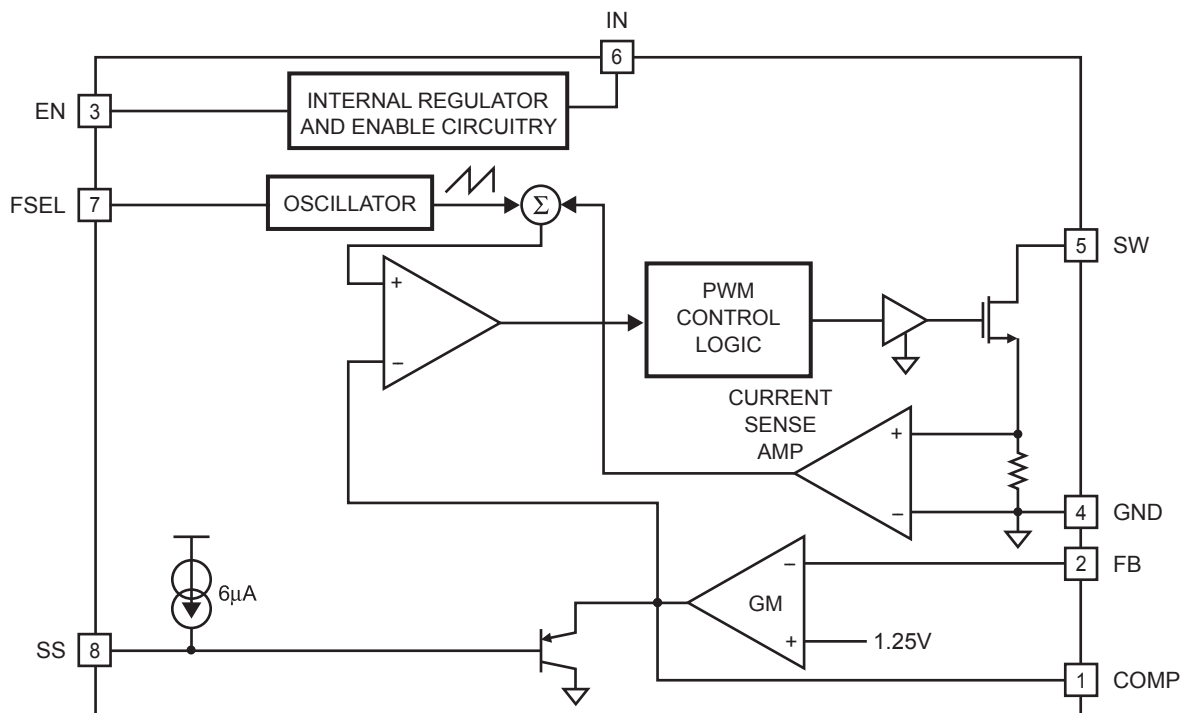 IN
6
EN
3
INTERNAL REGULATOR
AND ENABLE CIRCUITRY
FSEL
7
OSCILLATOR
Σ
5
SW
+
−
PWM
CONTROL
LOGIC
CURRENT
SENSE
AMP
+
−
4
GND
2
FB
6μA
GM
−
+
1.25V
SS
8
1
COMP